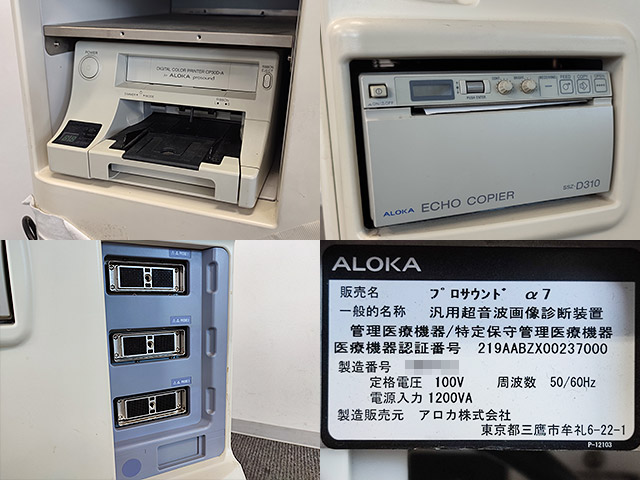 POWER
DIGITAL COLOR PRINTER
for ALOKA prosound
ALOKA ECHO COPIER SSZ-D310
ALOKA
販売名 プロサウンド α7
一般的名称 汎用超音波画像診断装置
管理医療機器/特定保守管理医療機器
医療機器認証番号 219AABZX00237000
製造番号
定格電圧 100V 周波数 50/60Hz
電源入力 1200VA
製造販売元 アロカ株式会社
東京都三鷹市牟礼6-22-1
P-12103